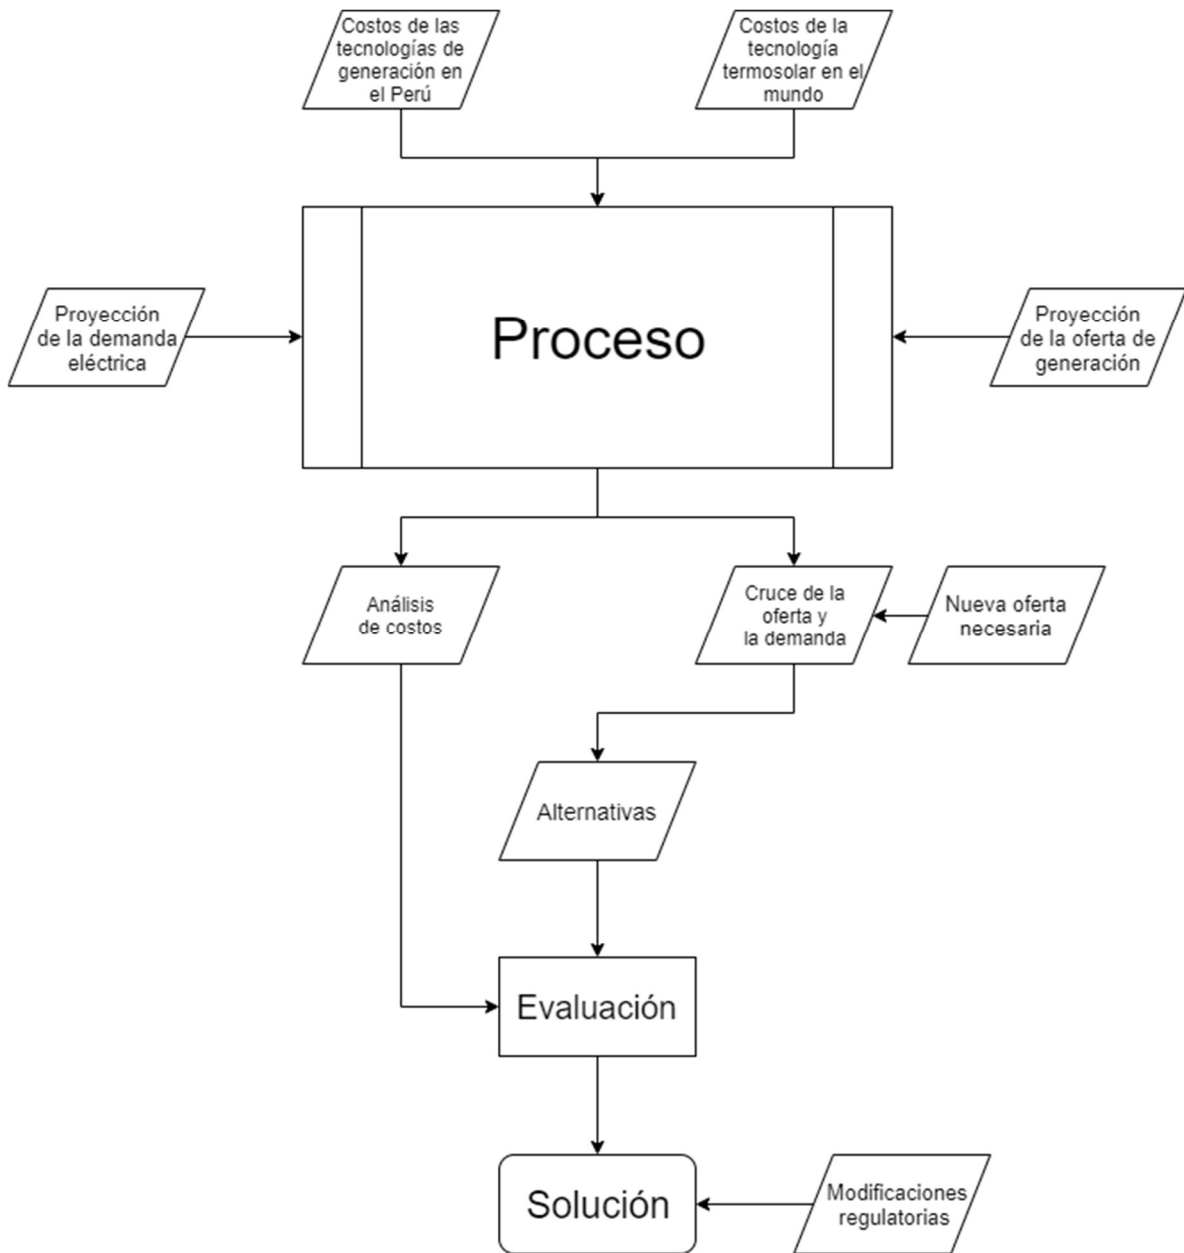 Costos de las
tecnologías de
generación en
el Perú
Costos de la
tecnología
termosolar en el
mundo
Proyección
de la demanda
eléctrica
Proceso
Proyección
de la oferta de
generación
Análisis
de costos
Cruce de la
oferta y
la demanda
Nueva oferta
necesaria
Alternativas
Evaluación
Solución
Modificaciones
regulatorias